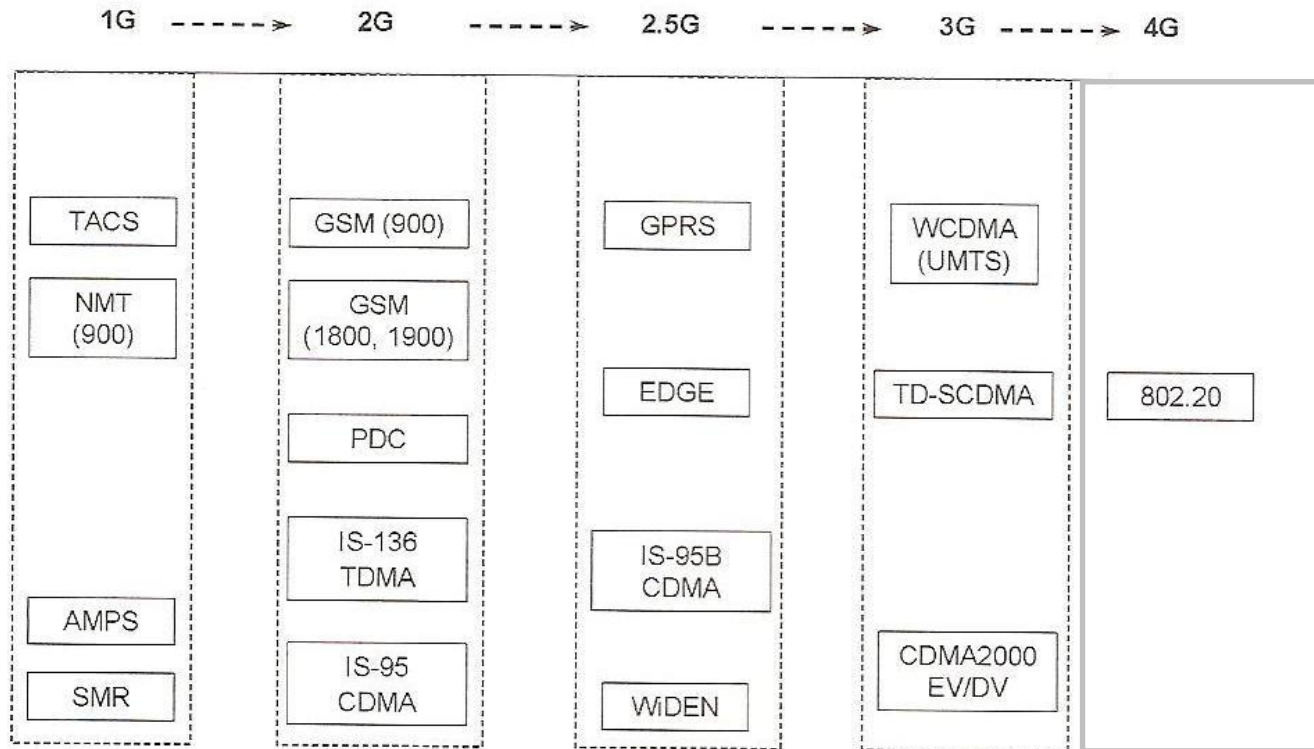 1G 2G 2.5G 3G 4G
TACS
NMT
(900)
AMPS
SMR
GSM (900)
GSM
(1800, 1900)
PDC
IS-136
TDMA
IS-95
CDMA
GPRS
EDGE
IS-95B
CDMA
WiDEN
WCDMA
(UMTS)
TD-SCDMA
CDMA2000
EV/DV
802.20